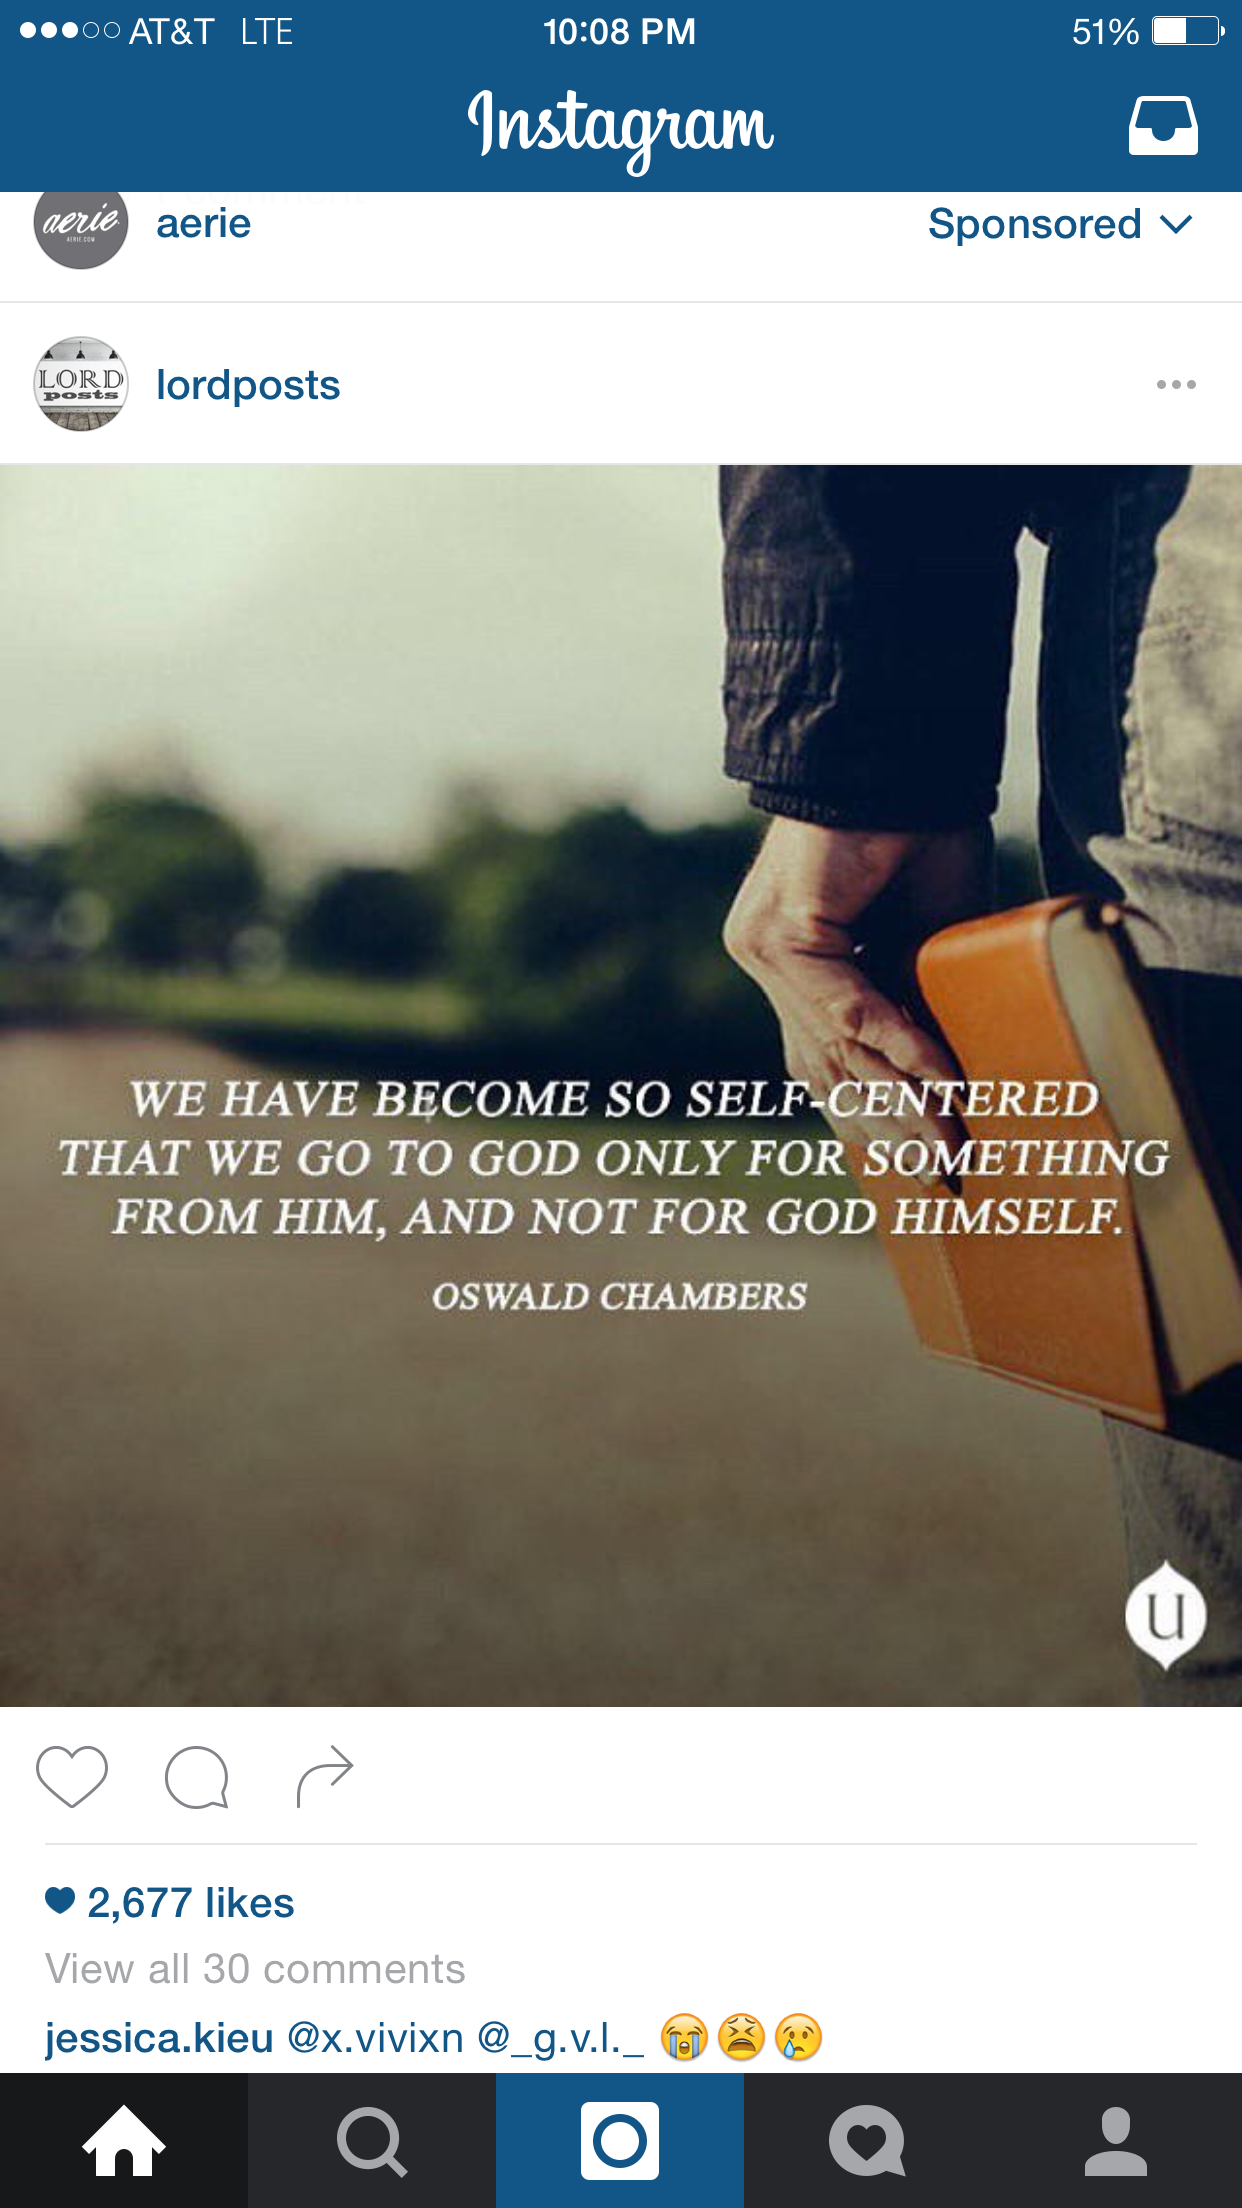 AT&T LTE 10:08 PM 51%
Instagram
aerie
AERIE.COM
aerie Sponsored
LORD
posts
lordposts
WE HAVE BECOME SO SELF-CENTERED
THAT WE GO TO GOD ONLY FOR SOMETHING
FROM HIM, AND NOT FOR GOD HIMSELF.
OSWALD CHAMBERS
U
2,677 likes
View all 30 comments
jessica.kieu @x.vivixn @_g.v.l._ 😭😫😢